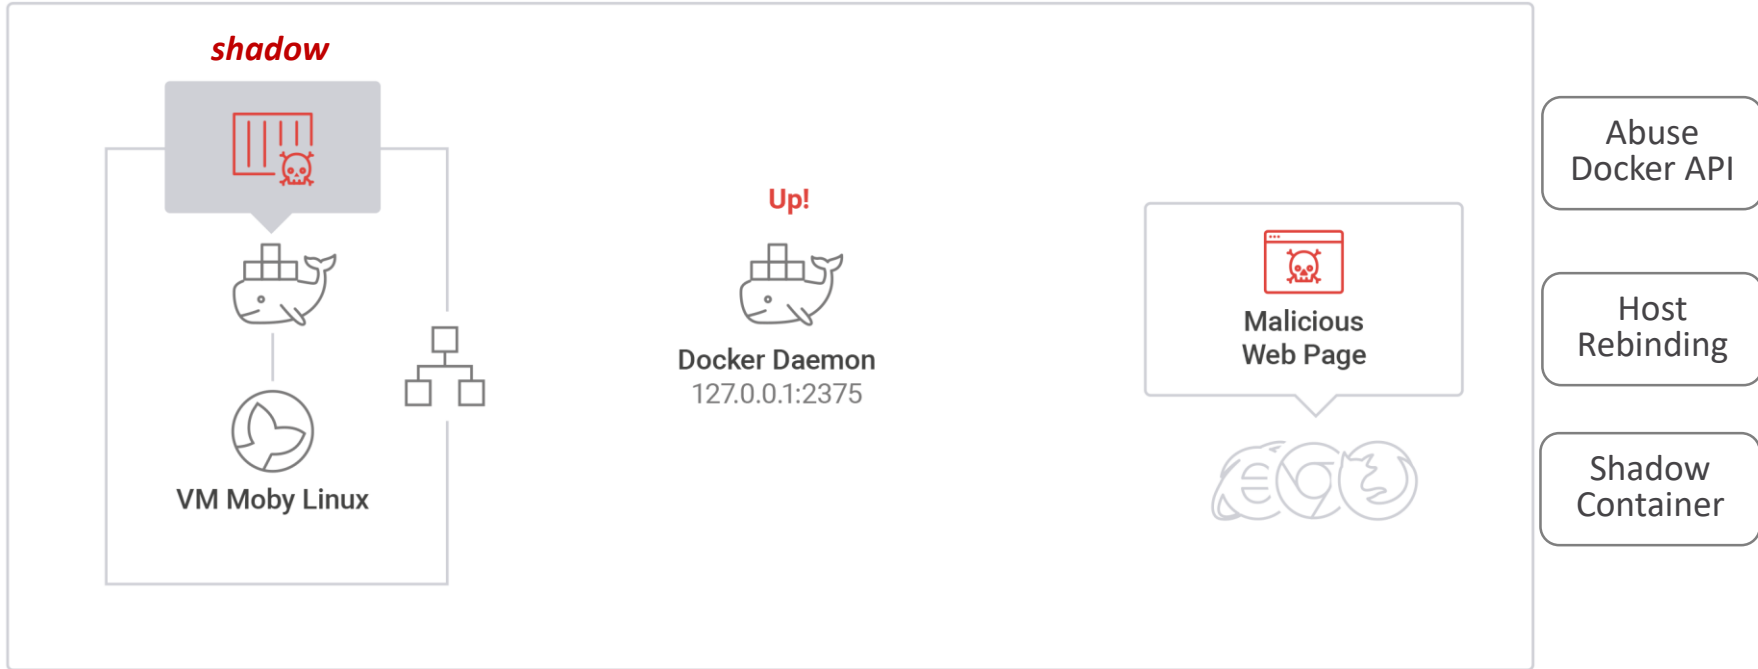 shadow
Up!
Docker Daemon
127.0.0.1:2375
VM Moby Linux
Malicious
Web Page
Abuse
Docker API
Host
Rebinding
Shadow
Container